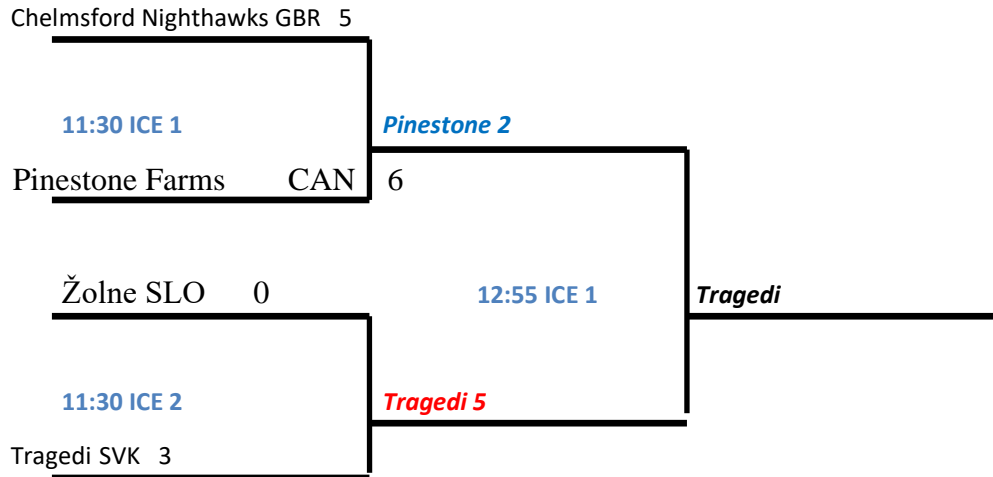 Chelmsford Nighthawks GBR 5
11:30 ICE 1
Pinestone 2
Pinestone Farms CAN 6
Žolne SLO 0
12:55 ICE 1
Tragedi
11:30 ICE 2
Tragedi 5
Tragedi SVK 3